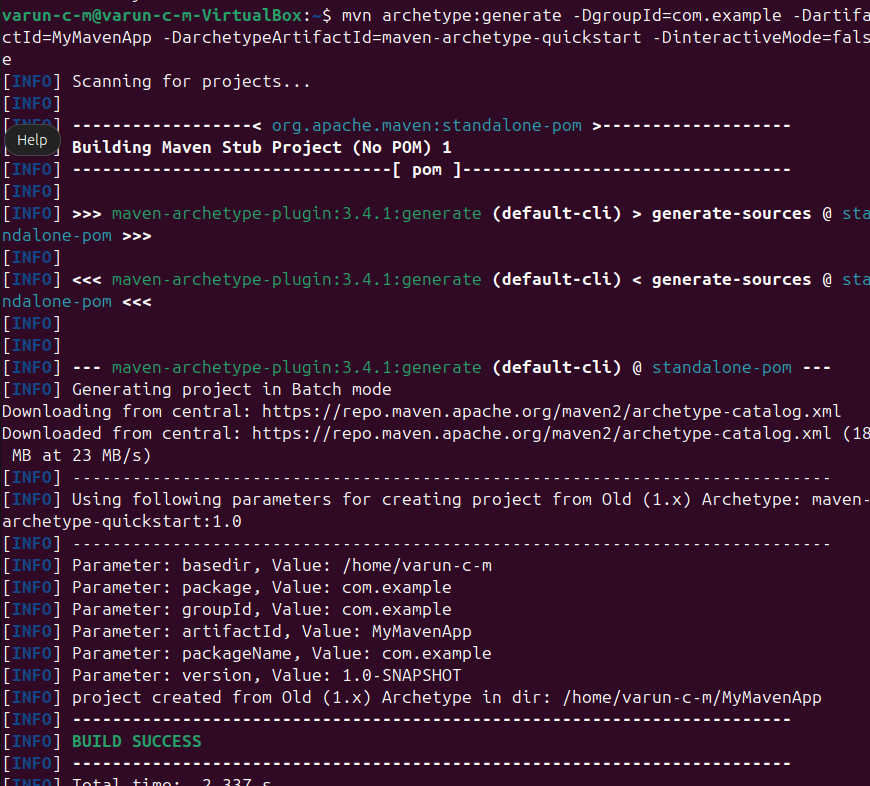 varun-c-m@varun-c-m-VirtualBox:~$ mvn archetype:generate -DgroupId=com.example -Dartifa
ctId=MyMavenApp -DarchetypeArtifactId=maven-archetype-quickstart -DinteractiveMode=fals
e
[INFO] Scanning for projects...
[INFO]
[INFO] ------------------< org.apache.maven:standalone-pom >-------------------
Help
Building Maven Stub Project (No POM) 1
[INFO] --------------------------------[ pom ]---------------------------------
[INFO]
[INFO] >>> maven-archetype-plugin:3.4.1:generate (default-cli) > generate-sources @ sta
ndalone-pom >>>
[INFO]
[INFO] <<< maven-archetype-plugin:3.4.1:generate (default-cli) < generate-sources @ sta
ndalone-pom <<<
[INFO]
[INFO]
[INFO] --- maven-archetype-plugin:3.4.1:generate (default-cli) @ standalone-pom ---
[INFO] Generating project in Batch mode
Downloading from central: https://repo.maven.apache.org/maven2/archetype-catalog.xml
Downloaded from central: https://repo.maven.apache.org/maven2/archetype-catalog.xml (18
 MB at 23 MB/s)
[INFO] ----------------------------------------------------------------------------
[INFO] Using following parameters for creating project from Old (1.x) Archetype: maven-
archetype-quickstart:1.0
[INFO] ----------------------------------------------------------------------------
[INFO] Parameter: basedir, Value: /home/varun-c-m
[INFO] Parameter: package, Value: com.example
[INFO] Parameter: groupId, Value: com.example
[INFO] Parameter: artifactId, Value: MyMavenApp
[INFO] Parameter: packageName, Value: com.example
[INFO] Parameter: version, Value: 1.0-SNAPSHOT
[INFO] project created from Old (1.x) Archetype in dir: /home/varun-c-m/MyMavenApp
[INFO] ------------------------------------------------------------------------
[INFO] BUILD SUCCESS
[INFO] ------------------------------------------------------------------------
[INFO] Total time:  2.337 s